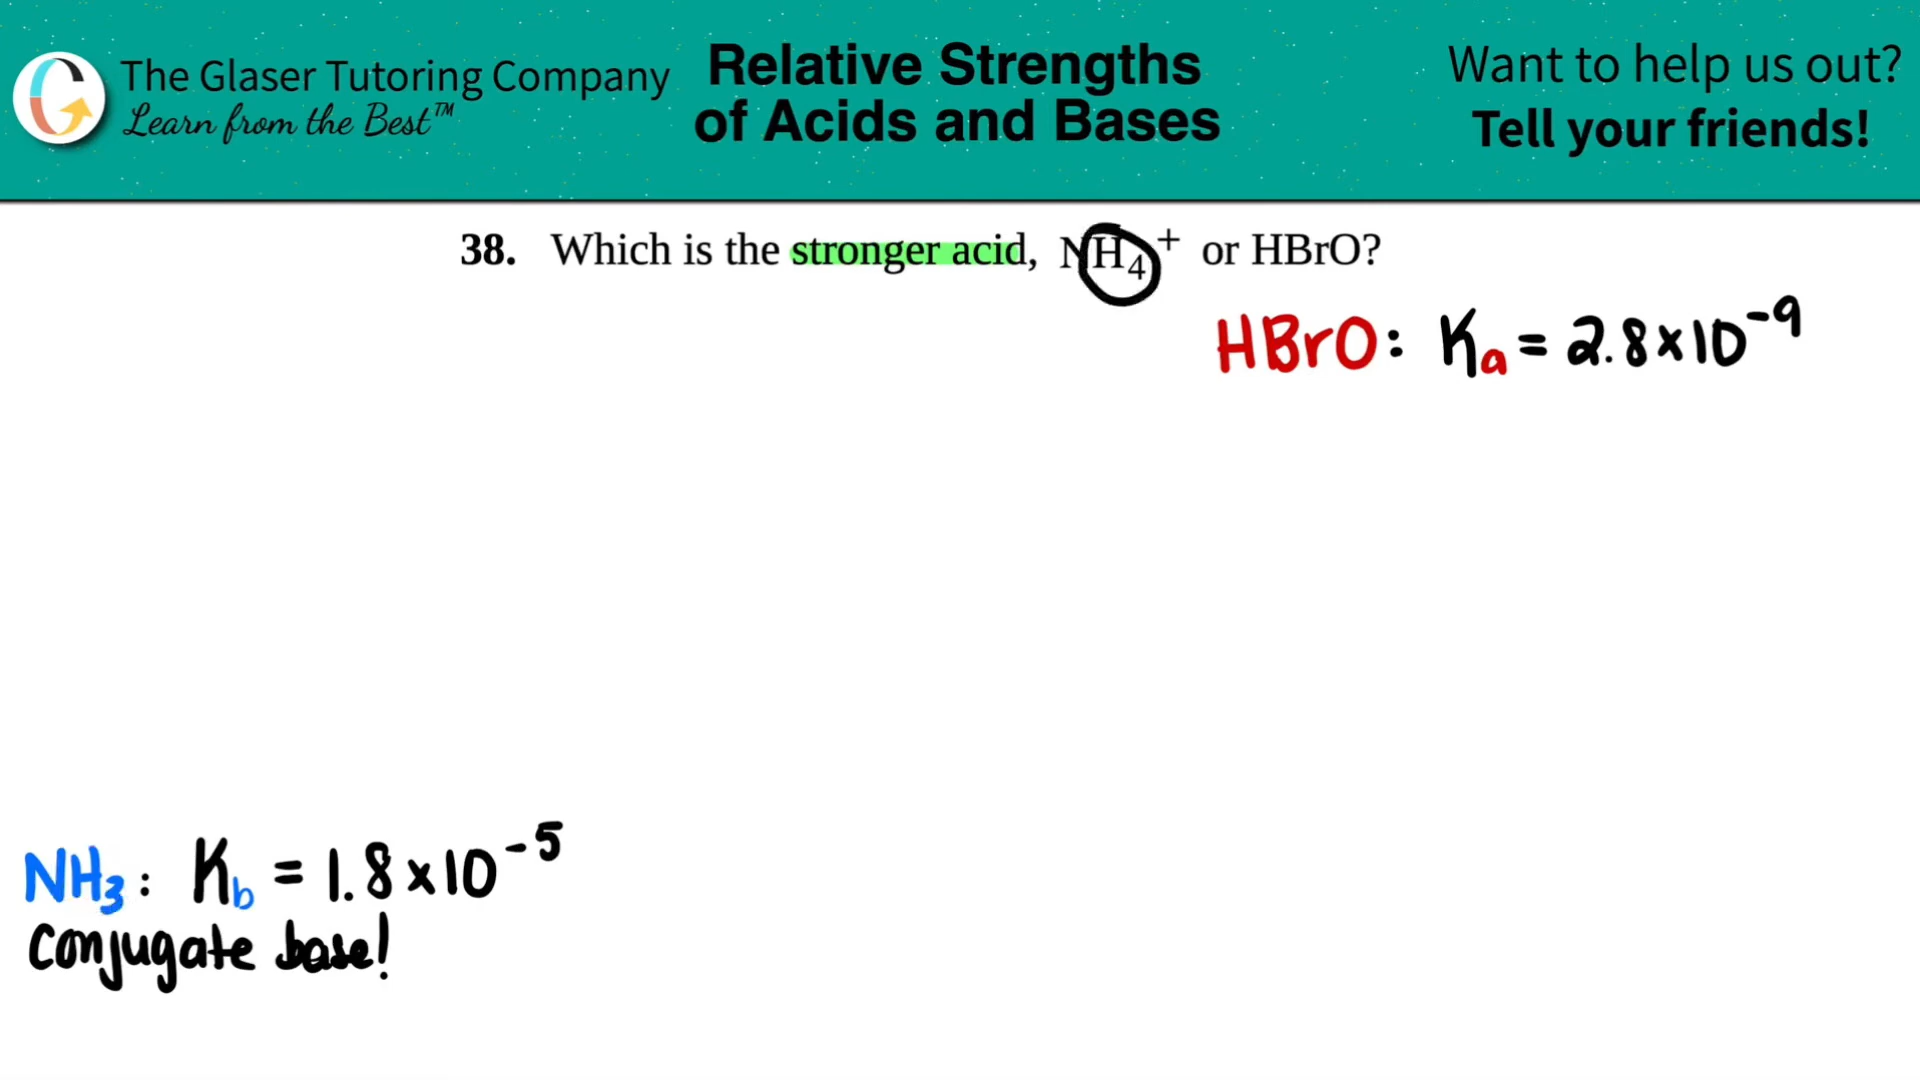 The Glaser Tutoring Company
Learn from the Best™
Relative Strengths
of Acids and Bases
Want to help us out?
Tell your friends!
38. Which is the stronger acid, NH₄⁺ or HBrO?
HBrO: Kₐ = 2.8×10⁻⁹
NH₃: K_b = 1.8×10⁻⁵
conjugate base!